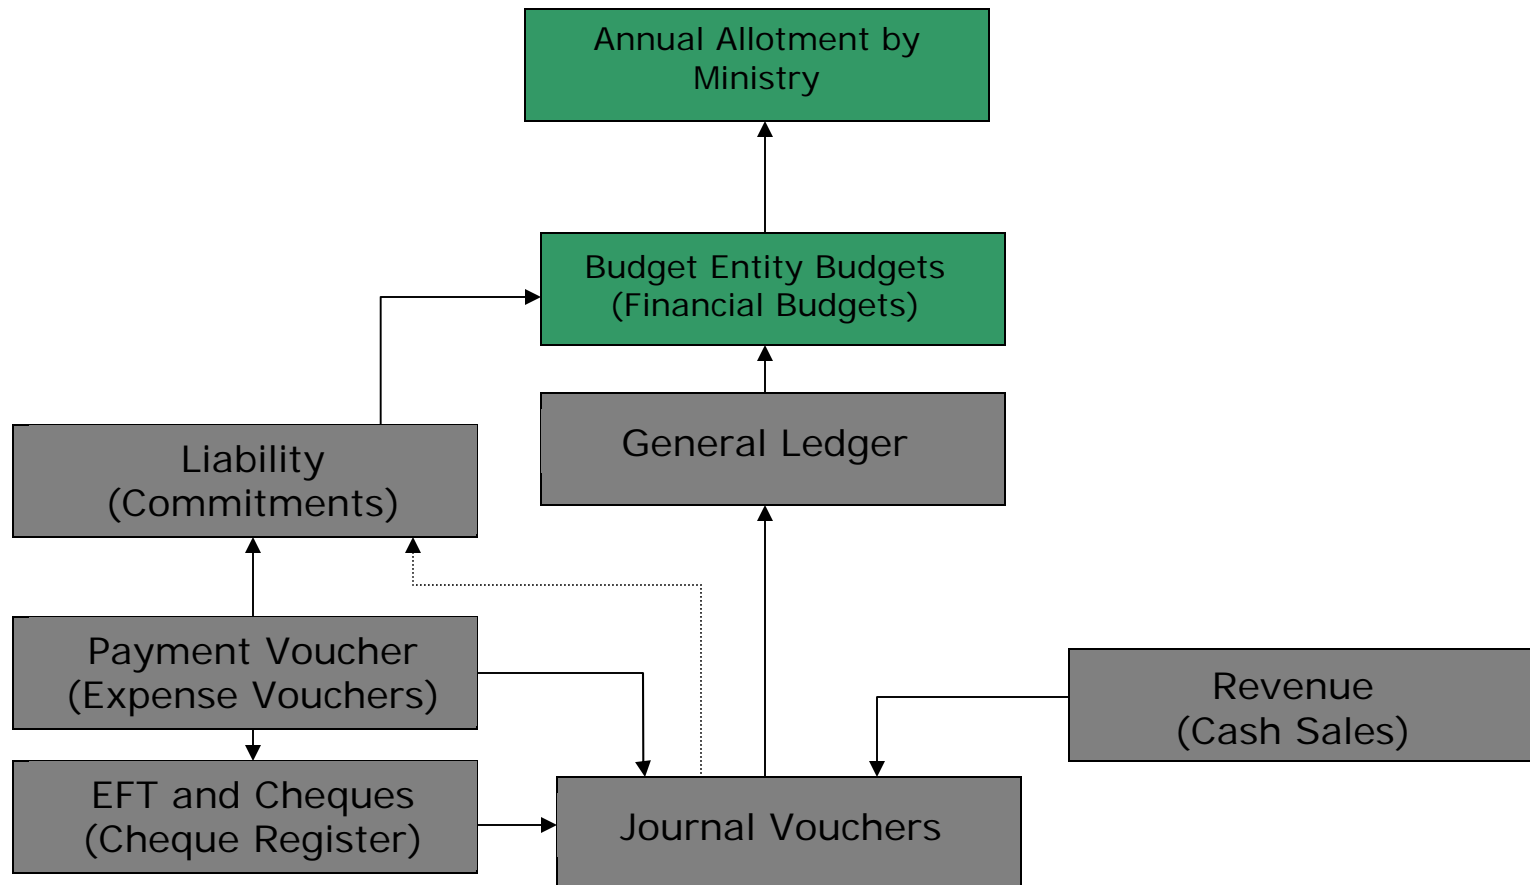 Annual Allotment by
Ministry
Budget Entity Budgets
(Financial Budgets)
General Ledger
Liability
(Commitments)
Payment Voucher
(Expense Vouchers)
Revenue
(Cash Sales)
EFT and Cheques
(Cheque Register)
Journal Vouchers